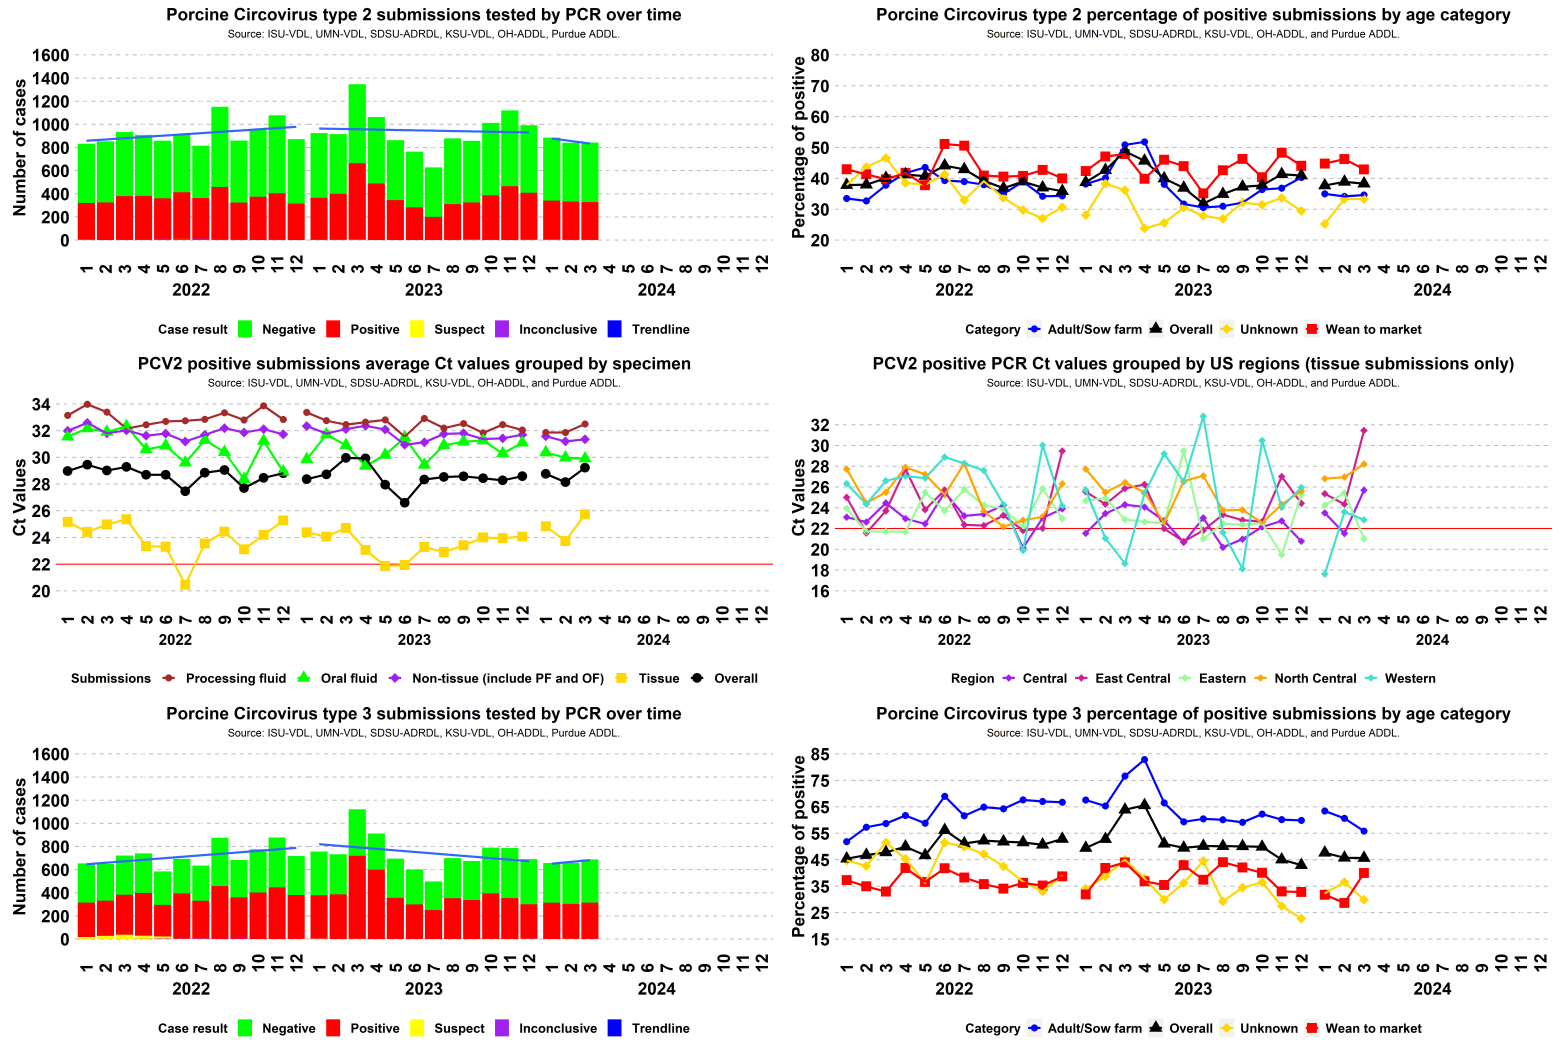 Porcine Circovirus type 2 submissions tested by PCR over time
Source: ISU-VDL, UMN-VDL, SDSU-ADRDL, KSU-VDL, OH-ADDL, Purdue ADDL.
Number of cases
1600
1400
1200
1000
800
600
400
200
0
1 2 3 4 5 6 7 8 9 10 11 12 1 2 3 4 5 6 7 8 9 10 11 12 1 2 3 4 5 6 7 8 9 10 11 12
2022 2023 2024
Case result Negative Positive Suspect Inconclusive Trendline
Porcine Circovirus type 2 percentage of positive submissions by age category
Source: ISU-VDL, UMN-VDL, SDSU-ADRDL, KSU-VDL, OH-ADDL, and Purdue ADDL.
Percentage of positive
80
70
60
50
40
30
20
1 2 3 4 5 6 7 8 9 10 11 12 1 2 3 4 5 6 7 8 9 10 11 12 1 2 3 4 5 6 7 8 9 10 11 12
2022 2023 2024
Category Adult/Sow farm Overall Unknown Wean to market
PCV2 positive submissions average Ct values grouped by specimen
Source: ISU-VDL, UMN-VDL, SDSU-ADRDL, KSU-VDL, OH-ADDL, and Purdue ADDL.
Ct Values
34
32
30
28
26
24
22
20
1 2 3 4 5 6 7 8 9 10 11 12 1 2 3 4 5 6 7 8 9 10 11 12 1 2 3 4 5 6 7 8 9 10 11 12
2022 2023 2024
Submissions Processing fluid Oral fluid Non-tissue (include PF and OF) Tissue Overall
PCV2 positive PCR Ct values grouped by US regions (tissue submissions only)
Source: ISU-VDL, UMN-VDL, SDSU-ADRDL, KSU-VDL, OH-ADDL, and Purdue ADDL.
Ct Values
32
30
28
26
24
22
20
18
16
1 2 3 4 5 6 7 8 9 10 11 12 1 2 3 4 5 6 7 8 9 10 11 12 1 2 3 4 5 6 7 8 9 10 11 12
2022 2023 2024
Region Central East Central Eastern North Central Western
Porcine Circovirus type 3 submissions tested by PCR over time
Source: ISU-VDL, UMN-VDL, SDSU-ADRDL, KSU-VDL, OH-ADDL, Purdue ADDL.
Number of cases
1600
1400
1200
1000
800
600
400
200
0
1 2 3 4 5 6 7 8 9 10 11 12 1 2 3 4 5 6 7 8 9 10 11 12 1 2 3 4 5 6 7 8 9 10 11 12
2022 2023 2024
Case result Negative Positive Suspect Inconclusive Trendline
Porcine Circovirus type 3 percentage of positive submissions by age category
Source: ISU-VDL, UMN-VDL, SDSU-ADRDL, KSU-VDL, OH-ADDL, and Purdue ADDL.
Percentage of positive
85
75
65
55
45
35
25
15
1 2 3 4 5 6 7 8 9 10 11 12 1 2 3 4 5 6 7 8 9 10 11 12 1 2 3 4 5 6 7 8 9 10 11 12
2022 2023 2024
Category Adult/Sow farm Overall Unknown Wean to market